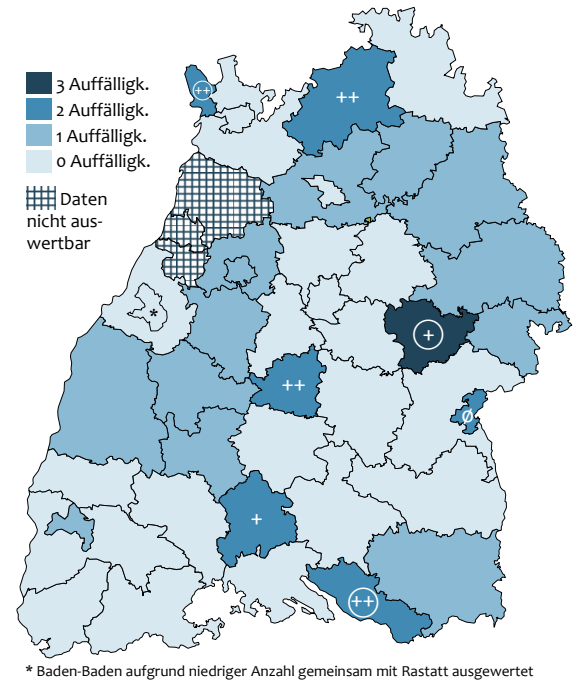 ++
++
3 Auffälligk.
2 Auffälligk.
1 Auffälligk.
0 Auffälligk.
Daten
nicht aus-
wertbar
*
+
++
Ø
+
++
* Baden-Baden aufgrund niedriger Anzahl gemeinsam mit Rastatt ausgewertet